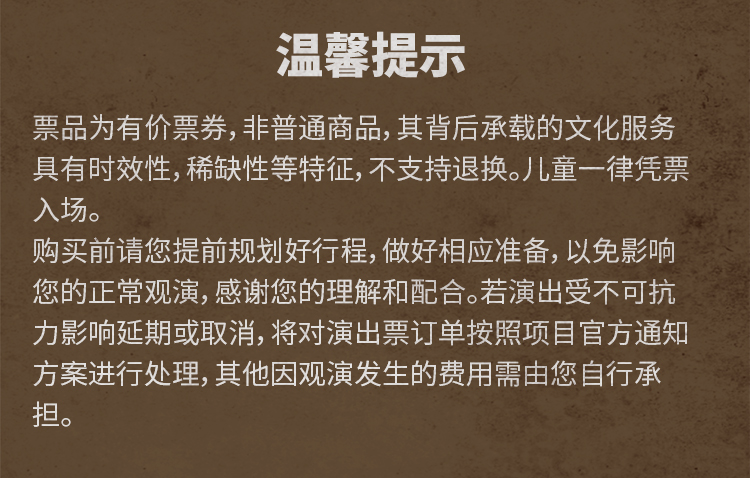 温馨提示
票品为有价票券，非普通商品，其背后承载的文化服务
具有时效性，稀缺性等特征，不支持退换。儿童一律凭票
入场。
购买前请您提前规划好行程，做好相应准备，以免影响
您的正常观演，感谢您的理解和配合。若演出受不可抗
力影响延期或取消，将对演出票订单按照项目官方通知
方案进行处理，其他因观演发生的费用需由您自行承
担。